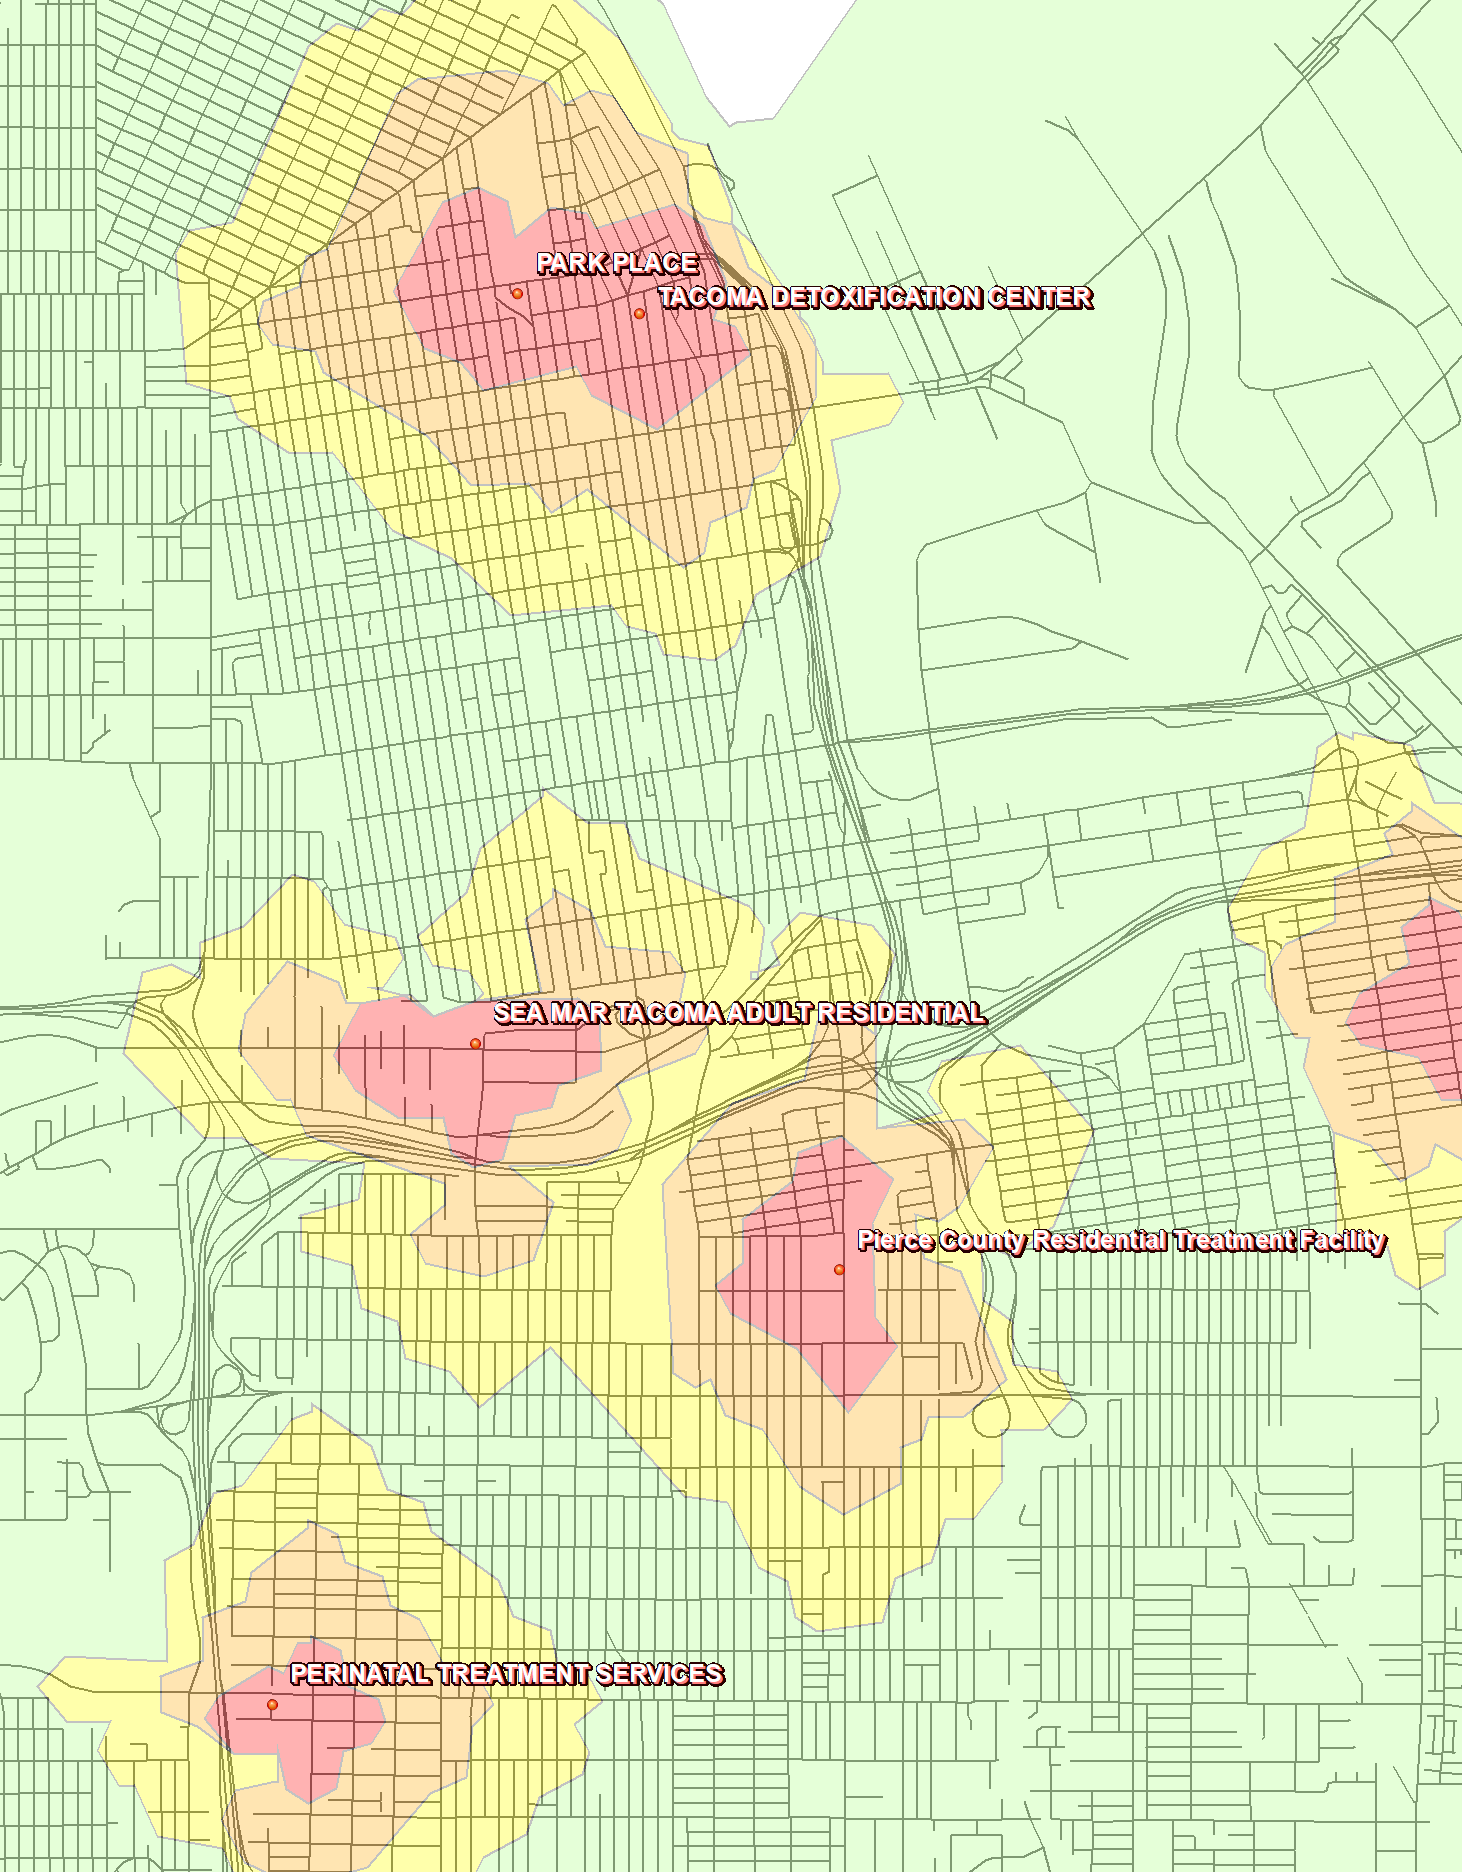 PARK PLACE
TACOMA DETOXIFICATION CENTER
SEA MAR TACOMA ADULT RESIDENTIAL
Pierce County Residential Treatment Facility
PERINATAL TREATMENT SERVICES